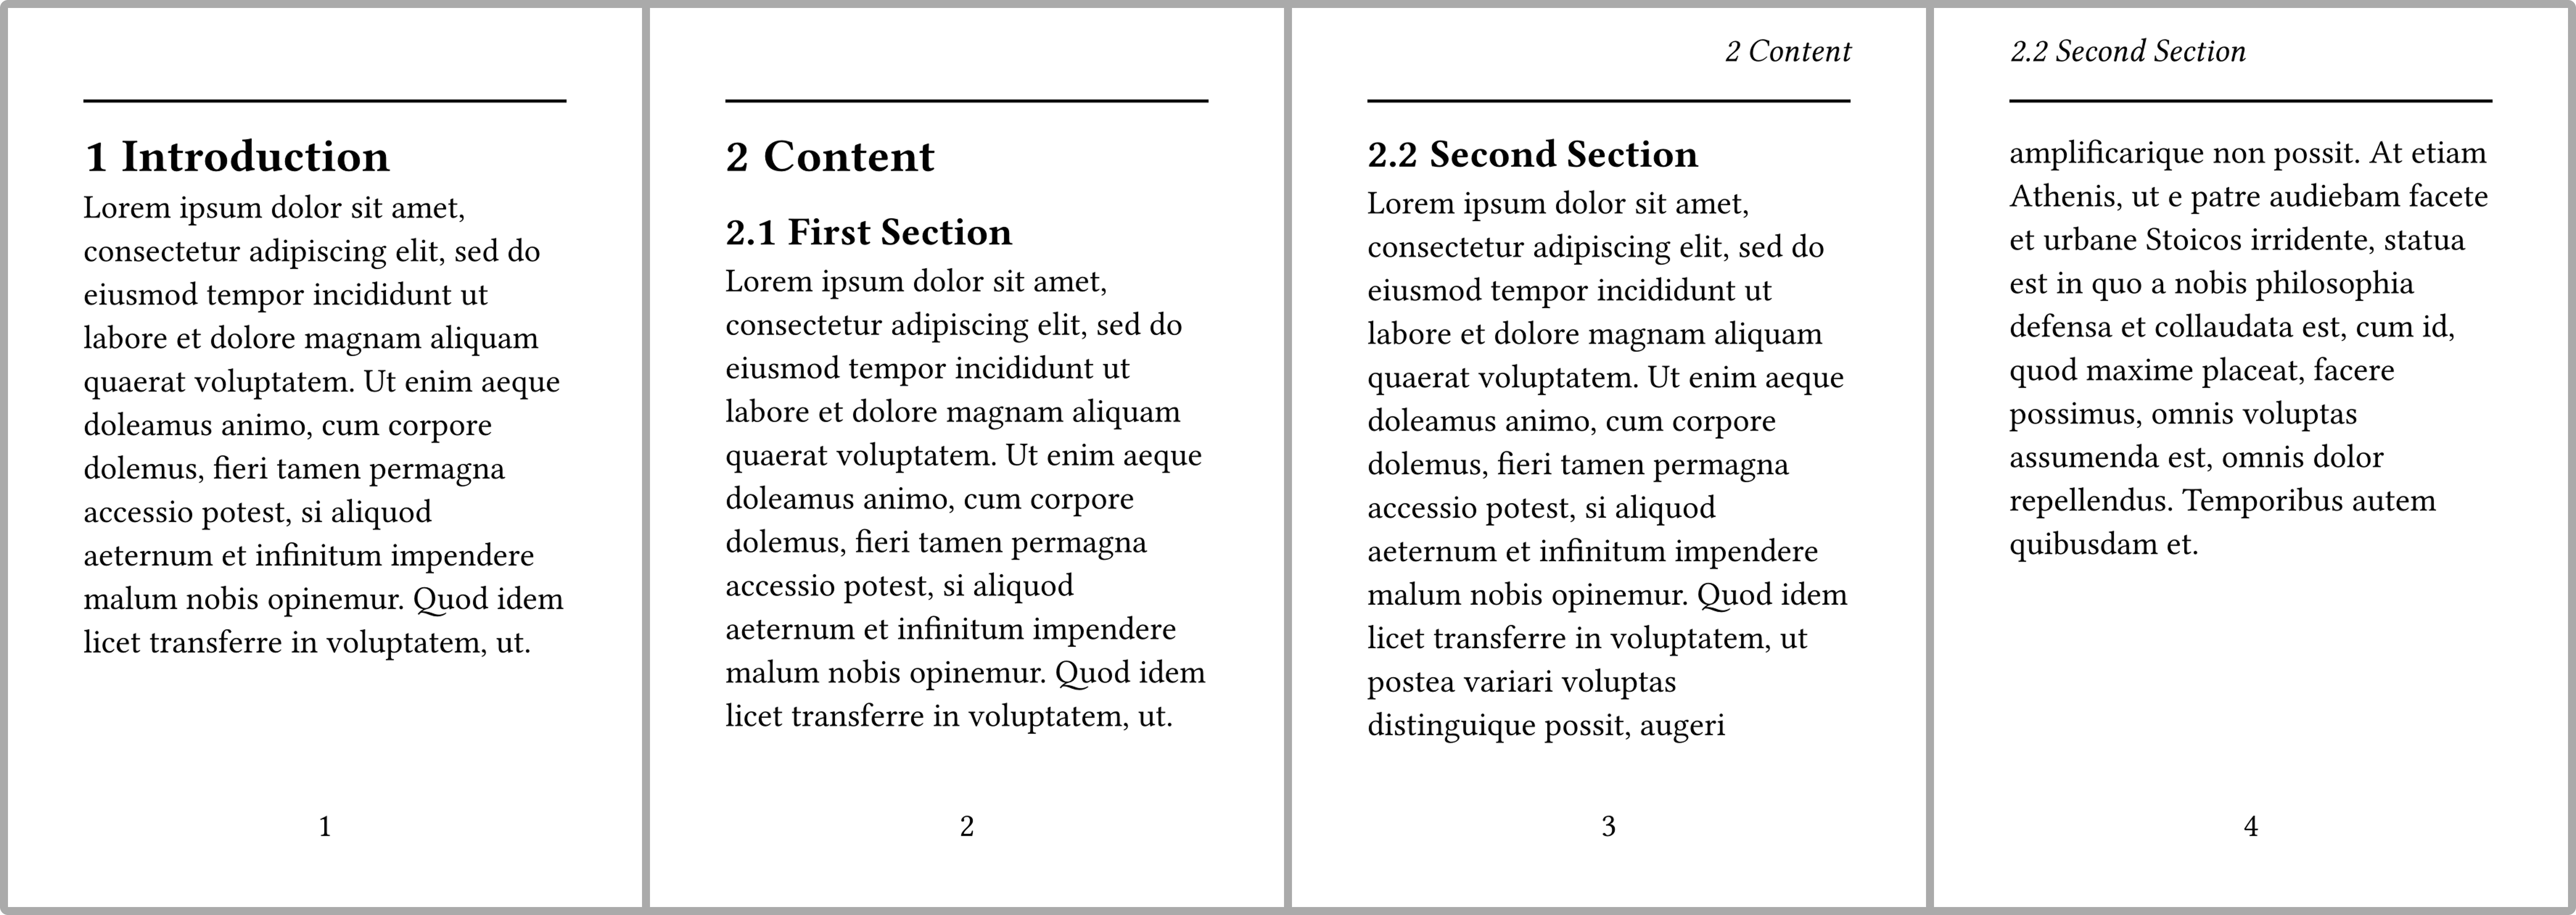 1 Introduction
Lorem ipsum dolor sit amet,
consectetur adipiscing elit, sed do
eiusmod tempor incididunt ut
labore et dolore magnam aliquam
quaerat voluptatem. Ut enim aeque
doleamus animo, cum corpore
dolemus, fieri tamen permagna
accessio potest, si aliquod
aeternum et infinitum impendere
malum nobis opinemur. Quod idem
licet transferre in voluptatem, ut.
1
2 Content
2.1 First Section
Lorem ipsum dolor sit amet,
consectetur adipiscing elit, sed do
eiusmod tempor incididunt ut
labore et dolore magnam aliquam
quaerat voluptatem. Ut enim aeque
doleamus animo, cum corpore
dolemus, fieri tamen permagna
accessio potest, si aliquod
aeternum et infinitum impendere
malum nobis opinemur. Quod idem
licet transferre in voluptatem, ut.
2
2 Content
2.2 Second Section
Lorem ipsum dolor sit amet,
consectetur adipiscing elit, sed do
eiusmod tempor incididunt ut
labore et dolore magnam aliquam
quaerat voluptatem. Ut enim aeque
doleamus animo, cum corpore
dolemus, fieri tamen permagna
accessio potest, si aliquod
aeternum et infinitum impendere
malum nobis opinemur. Quod idem
licet transferre in voluptatem, ut
postea variari voluptas
distinguique possit, augeri
3
2.2 Second Section
amplificarique non possit. At etiam
Athenis, ut e patre audiebam facete
et urbane Stoicos irridente, statua
est in quo a nobis philosophia
defensa et collaudata est, cum id,
quod maxime placeat, facere
possimus, omnis voluptas
assumenda est, omnis dolor
repellendus. Temporibus autem
quibusdam et.
4